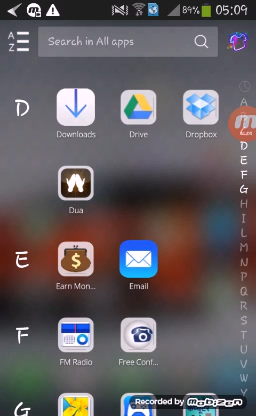 89% 05:09
A
Z
Search in All apps
D
Downloads
Drive
Dropbox
Dua
E
Earn Mon...
Email
F
FM Radio
Free Conf...
G
A
D
E
F
G
H
I
J
K
L
M
N
O
P
Q
R
S
T
U
V
W
Recorded by Mobizen